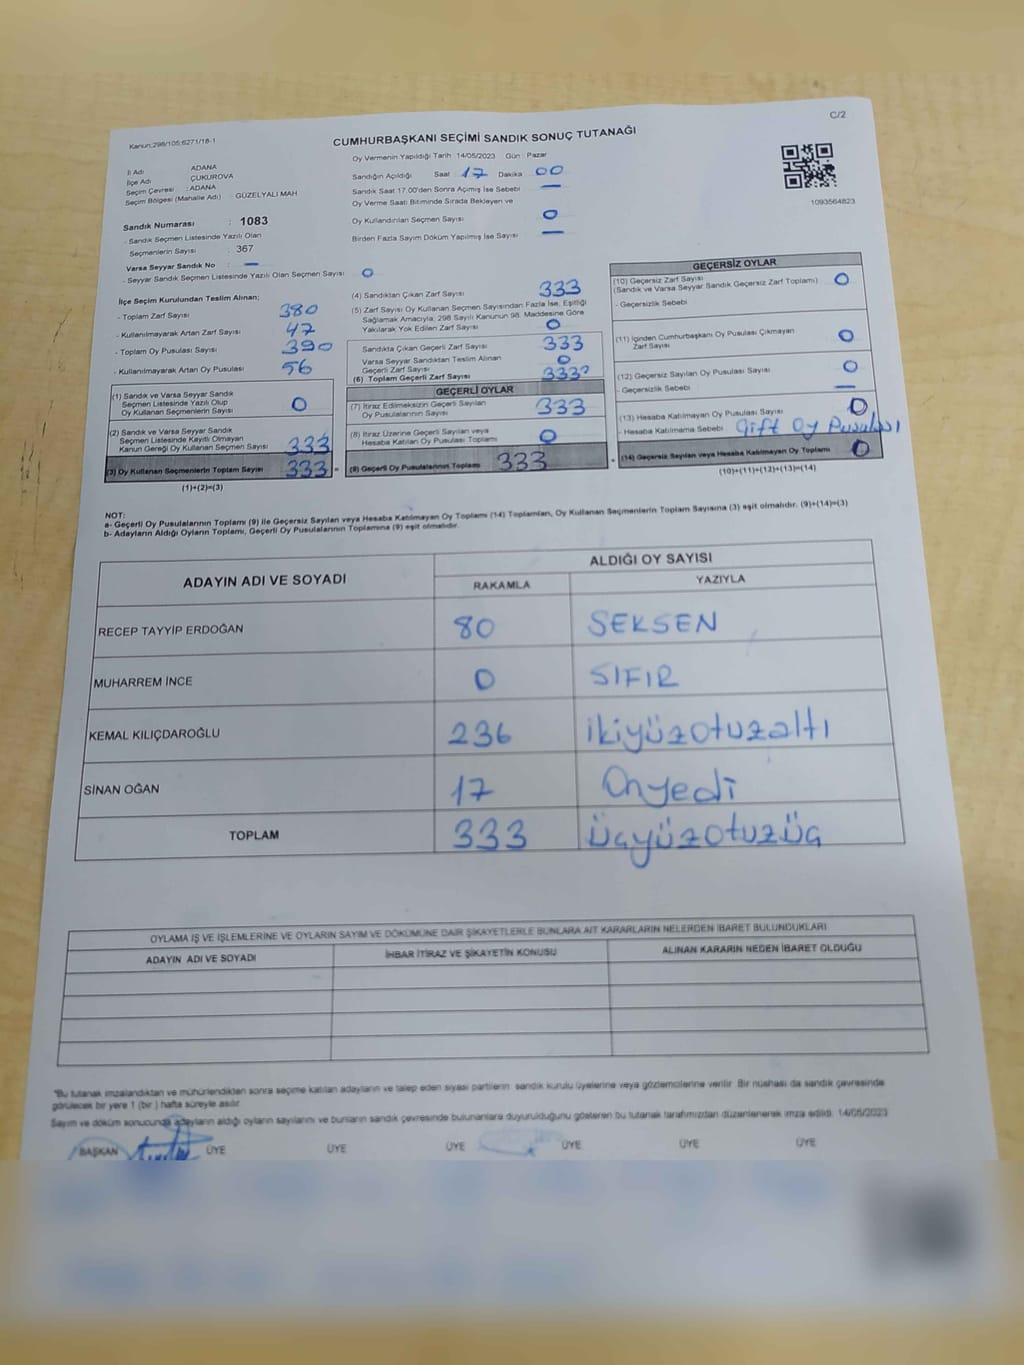 C/2
Kanun;298/105;6271/18-1
CUMHURBAŞKANI SEÇİMİ SANDIK SONUÇ TUTANAĞI
Oy Vermenin Yapıldığı Tarih 14/05/2023 Gün : Pazar
İl Adı ADANA
İlçe Adı ÇUKUROVA
Seçim Çevresi : ADANA
Seçim Bölgesi (Mahalle Adı) : GÜZELYALI MAH
Sandık Numarası : 1083
- Sandık Seçmen Listesinde Yazılı Olan
Seçmenlerin Sayısı : 367
Varsa Seyyar Sandık No : —
- Seyyar Sandık Seçmen Listesinde Yazılı Olan Seçmen Sayısı : 0
Sandığın Açıldığı Saat 17 Dakika 00
Sandık Saat 17.00'den Sonra Açımış İse Sebebi —
Oy Verme Saati Bitiminde Sırada Bekleyen ve
Oy Kullandırılan Seçmen Sayısı 0
Birden Fazla Sayım Döküm Yapılmış İse Sayısı —
1093564823
İlçe Seçim Kurulundan Teslim Alınan;
- Toplam Zarf Sayısı 380
- Kullanılmayarak Artan Zarf Sayısı 47
- Toplam Oy Pusulası Sayısı 390
- Kullanılmayarak Artan Oy Pusulası 56
(1) Sandık ve Varsa Seyyar Sandık
Seçmen Listesinde Yazılı Olup
Oy Kullanan Seçmenlerin Sayısı 0
(2) Sandık ve Varsa Seyyar Sandık
Seçmen Listesinde Kayıtlı Olmayan
Kanun Gereği Oy Kullanan Seçmen Sayısı 333
(3) Oy Kullanan Seçmenlerin Toplam Sayısı 333 =
(1)+(2)=(3)
(4) Sandıktan Çıkan Zarf Sayısı 333
(5) Zarf Sayısı Oy Kullanan Seçmen Sayısından Fazla İse, Eşitliği
Sağlamak Amacıyla; 298 Sayılı Kanunun 98. Maddesine Göre
Yakılarak Yok Edilen Zarf Sayısı 0
Sandıkta Çıkan Geçerli Zarf Sayısı 333
Varsa Seyyar Sandıktan Teslim Alınan
Geçerli Zarf Sayısı 0
(6) Toplam Geçerli Zarf Sayısı 333
GEÇERLİ OYLAR
(7) İtiraz Edilmeksizin Geçerli Sayılan
Oy Pusulalarının Sayısı 333
(8) İtiraz Üzerine Geçerli Sayılan veya
Hesaba Katılan Oy Pusulaları Toplamı 0
(9) Geçerli Oy Pusulalarının Toplamı 333 +
GEÇERSİZ OYLAR
(10) Geçersiz Zarf Sayısı
(Sandık ve Varsa Seyyar Sandık Geçersiz Zarf Toplamı) 0
- Geçersizlik Sebebi
(11) İçinden Cumhurbaşkanı Oy Pusulası Çıkmayan
Zarf Sayısı 0
(12) Geçersiz Sayılan Oy Pusulası Sayısı 0
- Geçersizlik Sebebi —
(13) Hesaba Katılmayan Oy Pusulası Sayısı 0
- Hesaba Katılmama Sebebi Çift Oy Pusulası
(14) Geçersiz Sayılan veya Hesaba Katılmayan Oy Toplamı 0
(10)+(11)+(12)+(13)=(14)
NOT:
a- Geçerli Oy Pusulalarının Toplamı (9) ile Geçersiz Sayılan veya Hesaba Katılmayan Oy Toplamı (14) Toplamları, Oy Kullanan Seçmenlerin Toplam Sayısına (3) eşit olmalıdır. (9)+(14)=(3)
b- Adayların Aldığı Oyların Toplamı, Geçerli Oy Pusulalarının Toplamına (9) eşit olmalıdır.
ADAYIN ADI VE SOYADI ALDIĞI OY SAYISI
RAKAMLA YAZIYLA
RECEP TAYYİP ERDOĞAN 80 SEKSEN
MUHARREM İNCE 0 SIFIR
KEMAL KILIÇDAROĞLU 236 ikiyüzotuzaltı
SİNAN OĞAN 17 Onyedi
TOPLAM 333 üçyüzotuzüç
OYLAMA İŞ VE İŞLEMLERİNE VE OYLARIN SAYIM VE DÖKÜMÜNE DAİR ŞİKAYETLERLE BUNLARA AİT KARARLARIN NELERDEN İBARET BULUNDUKLARI
ADAYIN ADI VE SOYADI İHBAR İTİRAZ VE ŞİKAYETİN KONUSU ALINAN KARARIN NEDEN İBARET OLDUĞU
*Bu tutanak imzalandıktan ve mühürlendikten sonra seçime katılan adayların ve talep eden siyasi partilerin sandık kurulu üyelerine veya gözlemcilerine verilir. Bir nüshası da sandık çevresinde
görülecek bir yere 1 (bir ) hafta süreyle asılır.
Sayım ve döküm sonucunda adayların aldığı oyların sayılarını ve bunların sandık çevresinde bulunanlara duyurulduğunu gösteren bu tutanak tarafımızdan düzenlenerek imza edildi. 14/05/2023
BAŞKAN ÜYE ÜYE ÜYE ÜYE ÜYE ÜYE